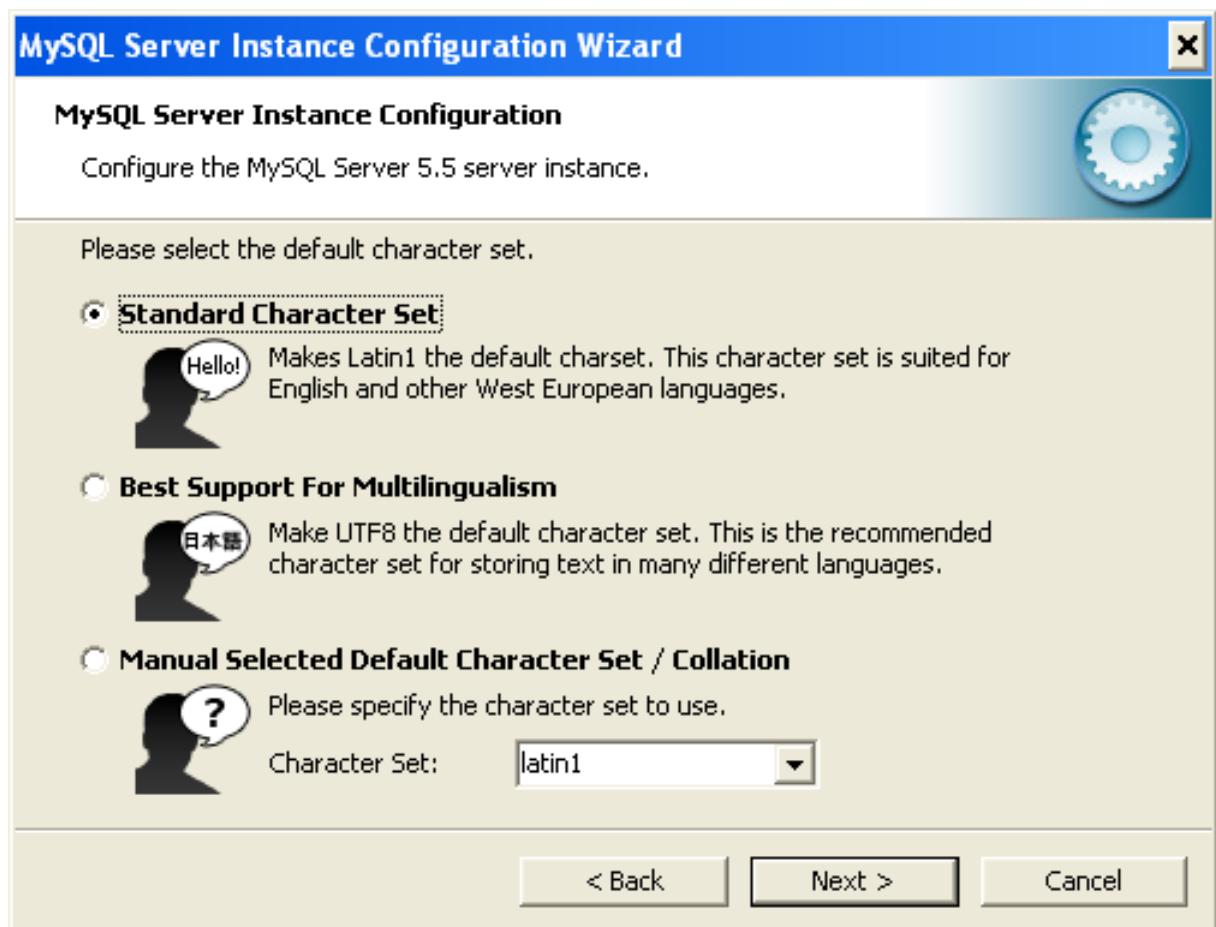 MySQL Server Instance Configuration Wizard
MySQL Server Instance Configuration
Configure the MySQL Server 5.5 server instance.
Please select the default character set.
Standard Character Set
Hello!
Makes Latin1 the default charset. This character set is suited for
English and other West European languages.
Best Support For Multilingualism
日本語
Make UTF8 the default character set. This is the recommended
character set for storing text in many different languages.
Manual Selected Default Character Set / Collation
?
Please specify the character set to use.
Character Set: latin1
< Back Next > Cancel